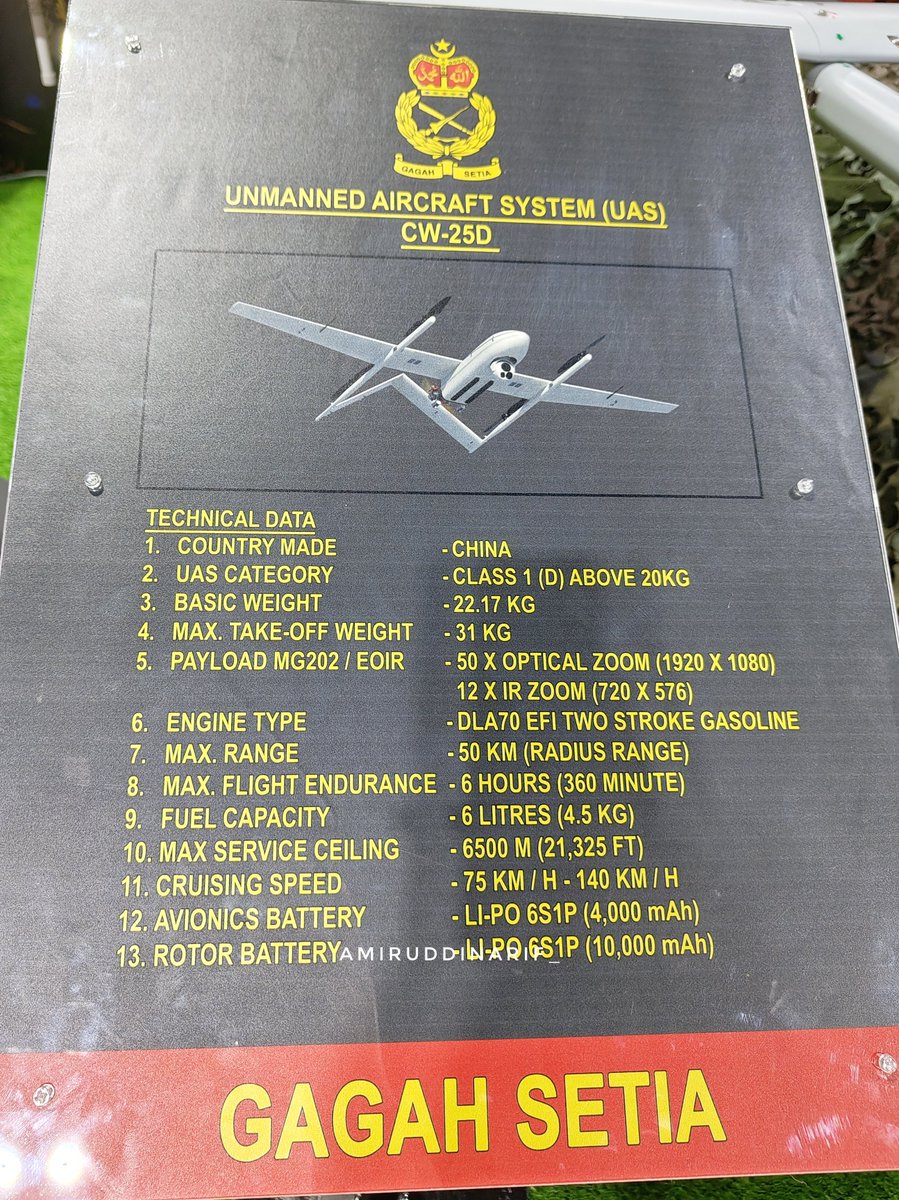 محمد الله
GAGAH SETIA
UNMANNED AIRCRAFT SYSTEM (UAS)
CW-25D
TECHNICAL DATA
1. COUNTRY MADE - CHINA
2. UAS CATEGORY - CLASS 1 (D) ABOVE 20KG
3. BASIC WEIGHT - 22.17 KG
4. MAX. TAKE-OFF WEIGHT - 31 KG
5. PAYLOAD MG202 / EOIR - 50 X OPTICAL ZOOM (1920 X 1080)
12 X IR ZOOM (720 X 576)
6. ENGINE TYPE - DLA70 EFI TWO STROKE GASOLINE
7. MAX. RANGE - 50 KM (RADIUS RANGE)
8. MAX. FLIGHT ENDURANCE - 6 HOURS (360 MINUTE)
9. FUEL CAPACITY - 6 LITRES (4.5 KG)
10. MAX SERVICE CEILING - 6500 M (21,325 FT)
11. CRUISING SPEED - 75 KM / H - 140 KM / H
12. AVIONICS BATTERY - LI-PO 6S1P (4,000 mAh)
13. ROTOR BATTERY - LI-PO 6S1P (10,000 mAh)
AMIRUDDINARIF_
GAGAH SETIA